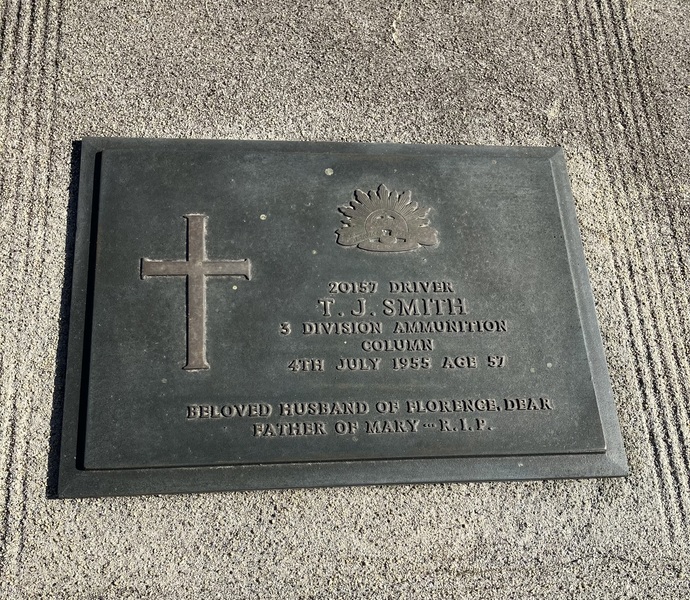 20157 DRIVER
T. J. SMITH
3 DIVISION AMMUNITION
COLUMN
4TH JULY 1955 AGE 57
BELOVED HUSBAND OF FLORENCE, DEAR
FATHER OF MARY --- R.I.P.